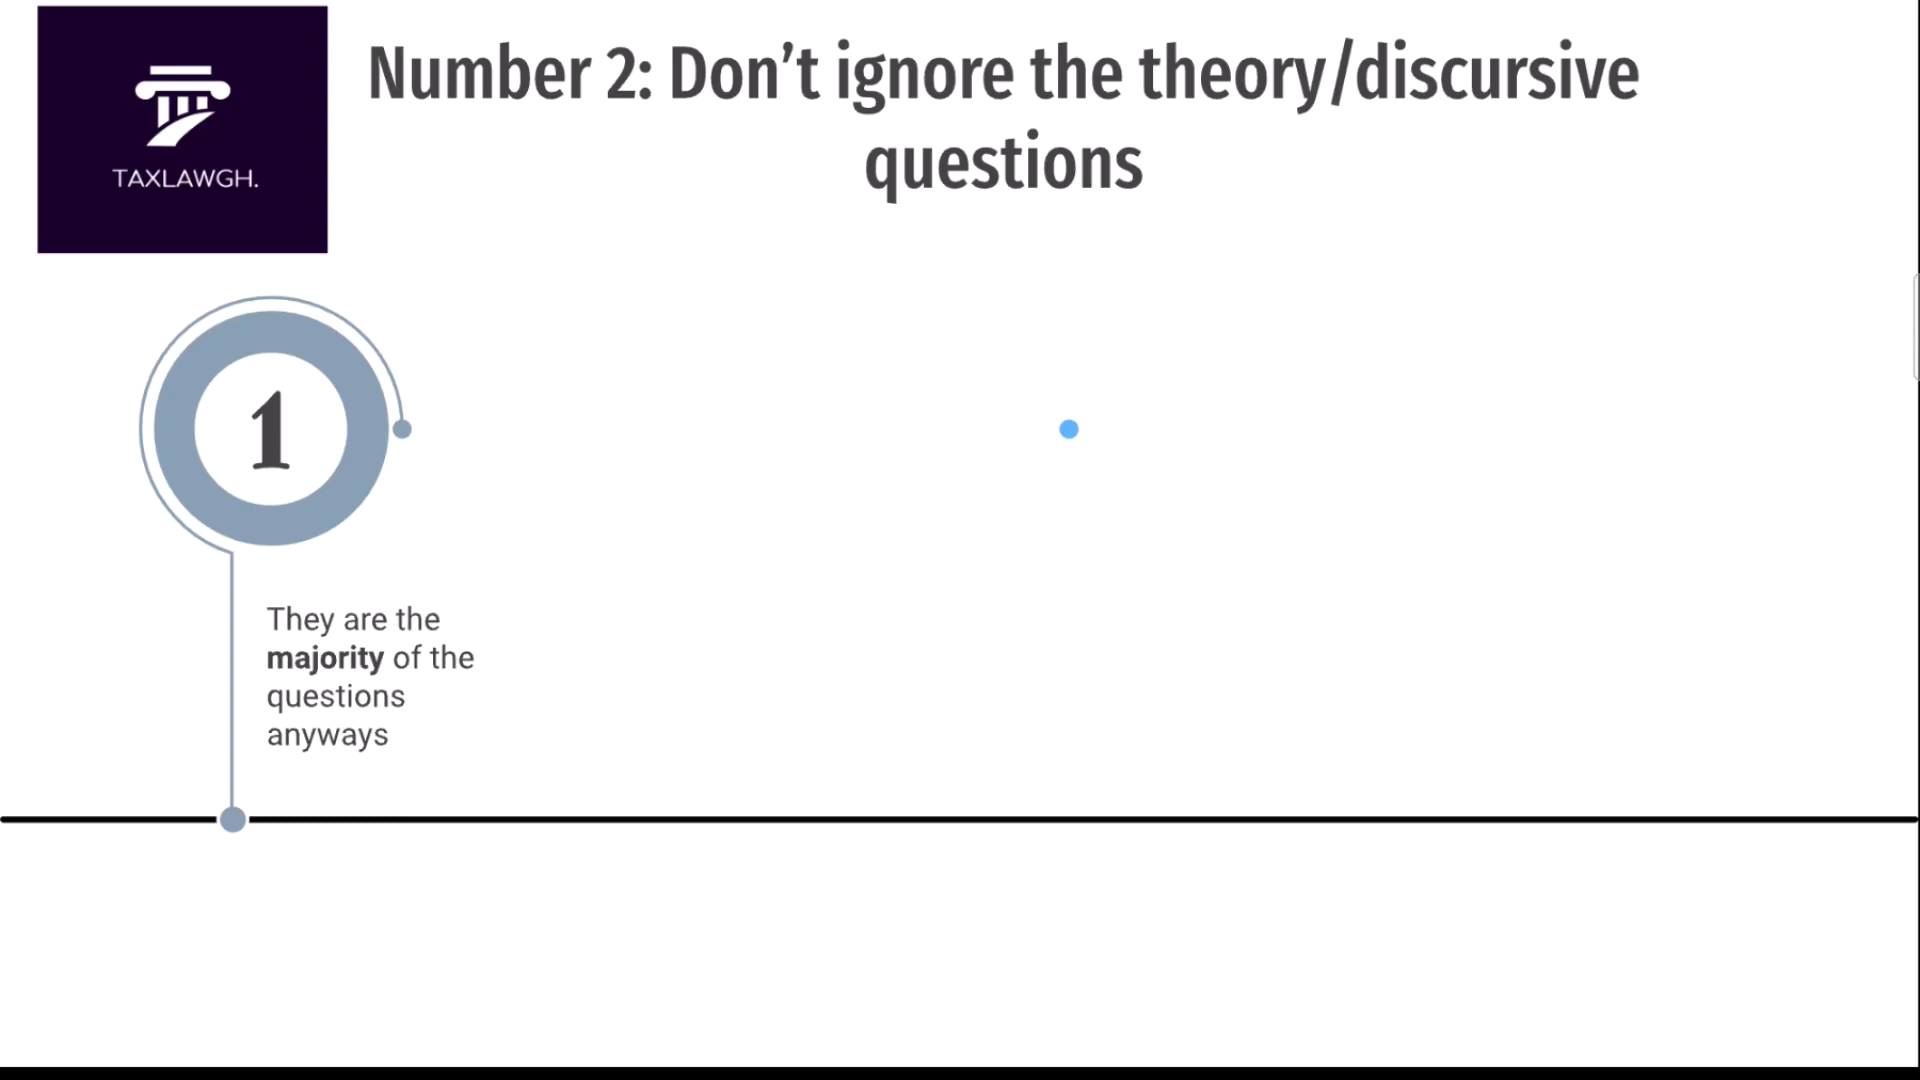 TAXLAWGH.
Number 2: Don’t ignore the theory/discursive
questions
1
They are the
majority of the
questions
anyways